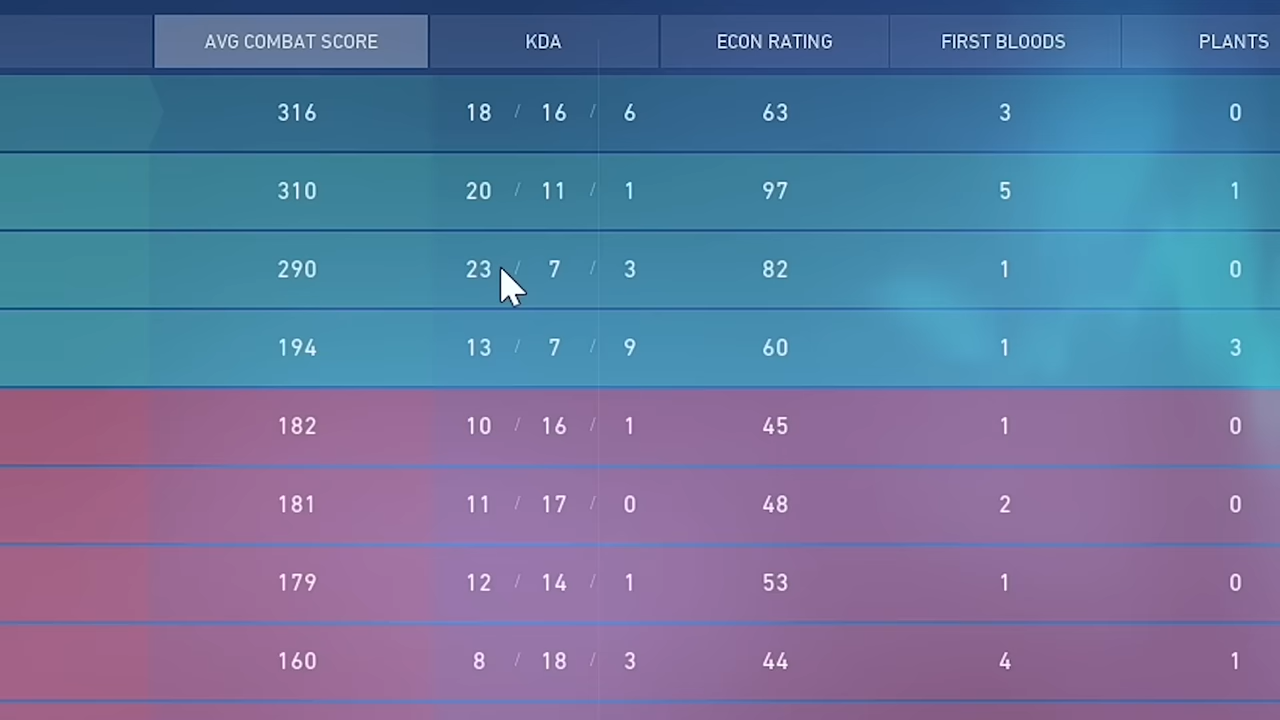 AVG COMBAT SCORE KDA ECON RATING FIRST BLOODS PLANTS
316 18 / 16 / 6 63 3 0
310 20 / 11 / 1 97 5 1
290 23 / 7 / 3 82 1 0
194 13 / 7 / 9 60 1 3
182 10 / 16 / 1 45 1 0
181 11 / 17 / 0 48 2 0
179 12 / 14 / 1 53 1 0
160 8 / 18 / 3 44 4 1